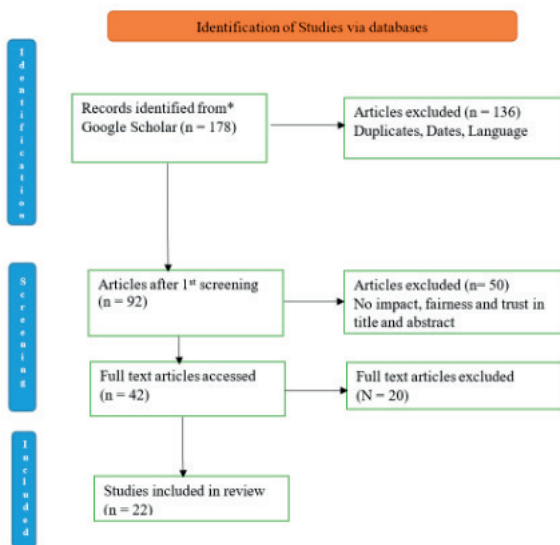 Identification of Studies via databases
Identification
Records identified from*
Google Scholar (n = 178)
Articles excluded (n = 136)
Duplicates, Dates, Language
Screening
Articles after 1st screening
(n = 92)
Articles excluded (n= 50)
No impact, fairness and trust in
title and abstract
Full text articles accessed
(n = 42)
Full text articles excluded
(N = 20)
Included
Studies included in review
(n = 22)